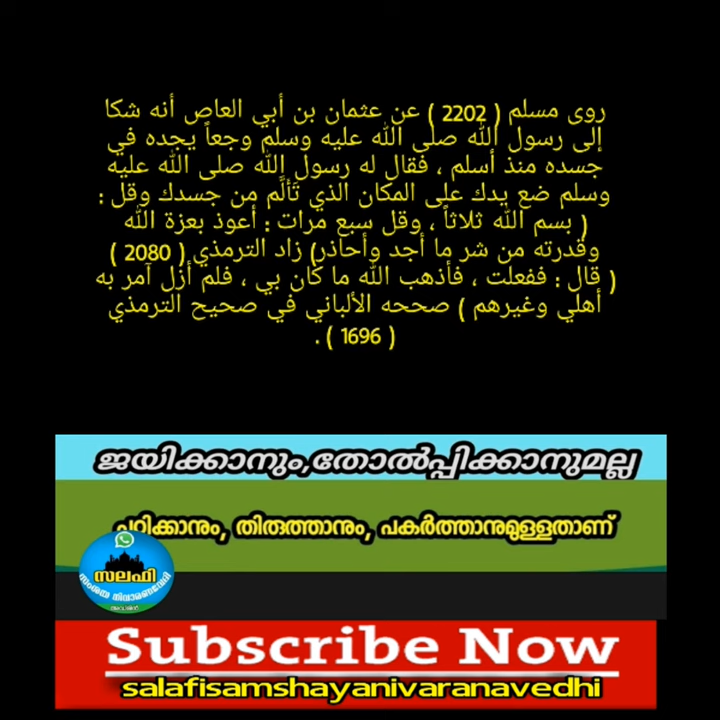 روى مسلم ( 2202 ) عن عثمان بن أبي العاص أنه شكا
إلى رسول الله صلى الله عليه وسلم وجعاً يجده في
جسده منذ أسلم ، فقال له رسول الله صلى الله عليه
وسلم ضع يدك على المكان الذي تَألَّم من جسدك وقل :
( بسم الله ثلاثاً ، وقل سبع مرات : أعوذ بعزة الله
وقدرته من شر ما أجد وأحاذر) زاد الترمذي ( 2080 )
( قال : ففعلت ، فأذهب الله ما كان بي ، فلم أزل آمر به
أهلي وغيرهم ) صححه الألباني في صحيح الترمذي
( 1696 ) .
ജയിക്കാനും,തോൽപ്പിക്കാനുമല്ല
പഠിക്കാനും, തിരുത്താനും, പകർത്താനുമുള്ളതാണ്
സലഫി
സംശയ നിവാരണവേദി
Subscribe Now
salafisamshayanivaranavedhi